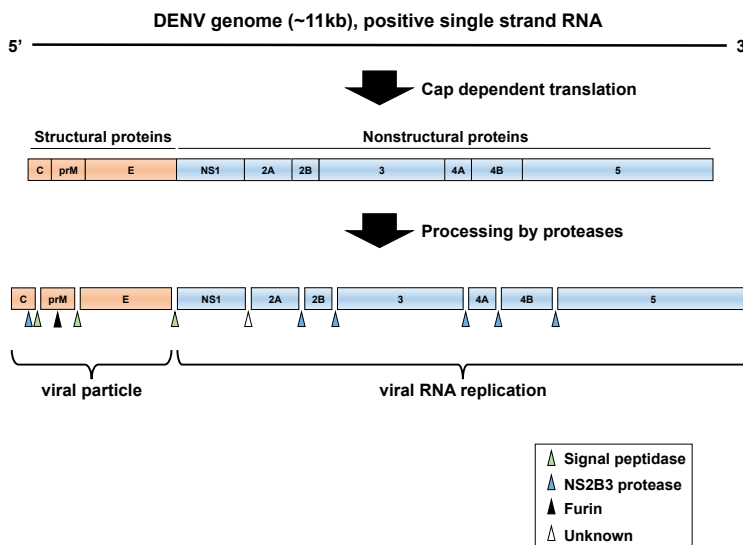 DENV genome (~11kb), positive single strand RNA
5’ 3
Cap dependent translation
Structural proteins Nonstructural proteins
C prM E NS1 2A 2B 3 4A 4B 5
Processing by proteases
C prM E NS1 2A 2B 3 4A 4B 5
viral particle viral RNA replication
Signal peptidase
NS2B3 protease
Furin
Unknown